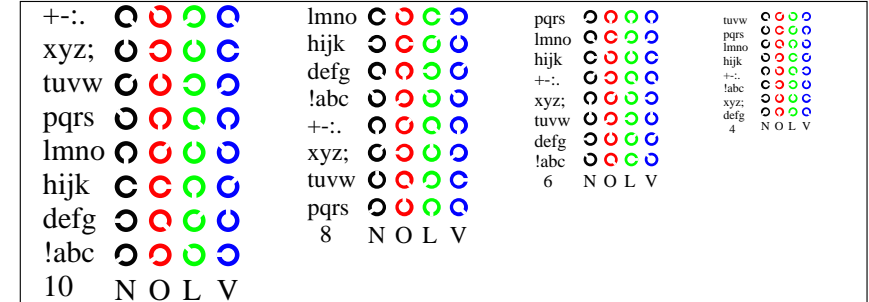 +-:.
xyz;
tuvw
pqrs
lmno
hijk
defg
!abc
10 N O L V
lmno
hijk
defg
!abc
+-:.
xyz;
tuvw
pqrs
8 N O L V
pqrs
lmno
hijk
+-:.
xyz;
tuvw
defg
!abc
6 N O L V
tuvw
pqrs
lmno
hijk
+-:.
!abc
xyz;
defg
4 N O L V